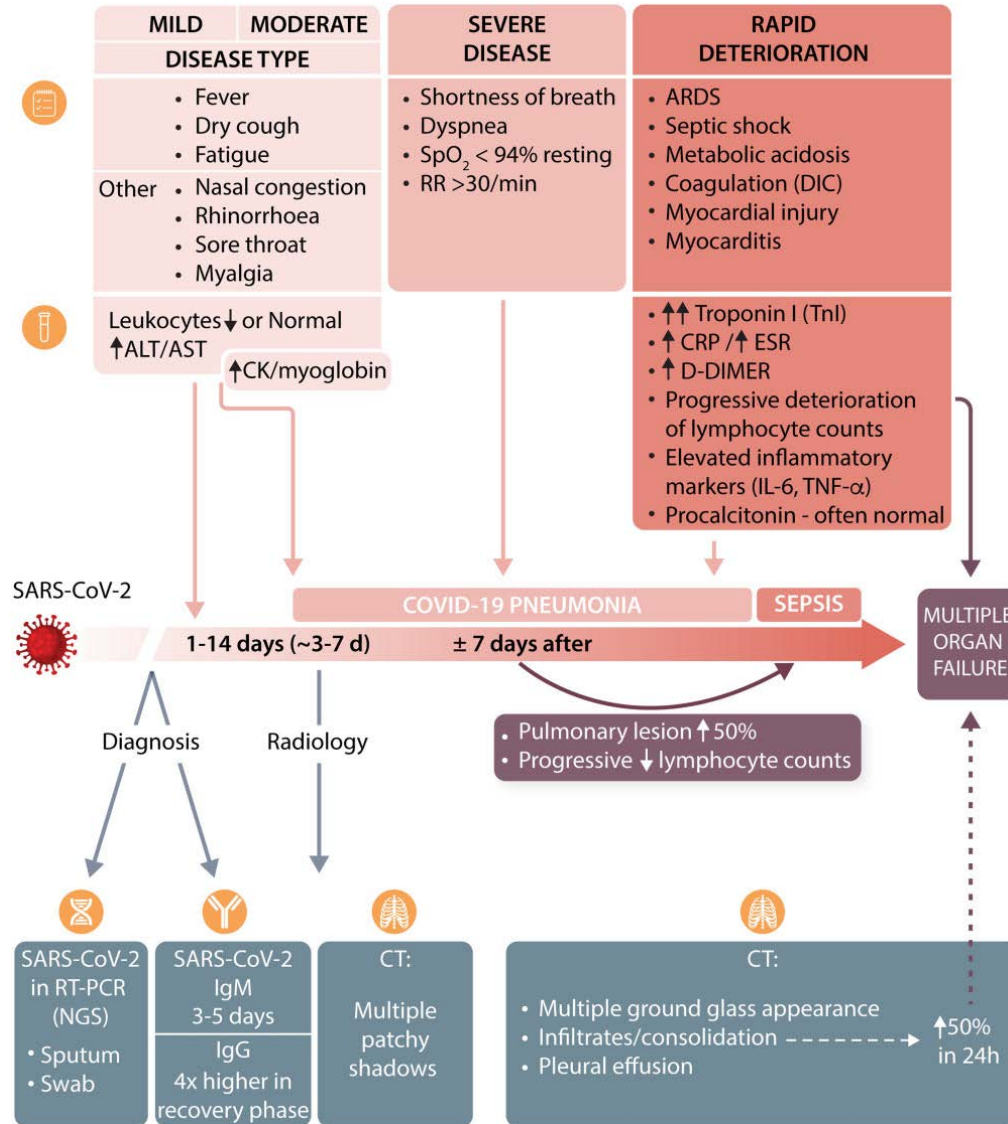 MILD MODERATE
DISEASE TYPE
• Fever
• Dry cough
• Fatigue
Other
• Nasal congestion
• Rhinorrhoea
• Sore throat
• Myalgia
Leukocytes↓ or Normal
↑ALT/AST
↑CK/myoglobin
SEVERE
DISEASE
• Shortness of breath
• Dyspnea
• SpO₂ < 94% resting
• RR >30/min
RAPID
DETERIORATION
• ARDS
• Septic shock
• Metabolic acidosis
• Coagulation (DIC)
• Myocardial injury
• Myocarditis
• ↑↑ Troponin I (TnI)
• ↑ CRP /↑ ESR
• ↑ D-DIMER
• Progressive deterioration
of lymphocyte counts
• Elevated inflammatory
markers (IL-6, TNF-α)
• Procalcitonin - often normal
SARS-CoV-2
COVID-19 PNEUMONIA
SEPSIS
1-14 days (~3-7 d)
± 7 days after
MULTIPLE
ORGAN
FAILURE
• Pulmonary lesion ↑50%
• Progressive ↓ lymphocyte counts
Diagnosis
Radiology
SARS-CoV-2
in RT-PCR
(NGS)
• Sputum
• Swab
SARS-CoV-2
IgM
3-5 days
IgG
4x higher in
recovery phase
CT:
Multiple
patchy
shadows
CT:
• Multiple ground glass appearance
• Infiltrates/consolidation
• Pleural effusion
↑50%
in 24h